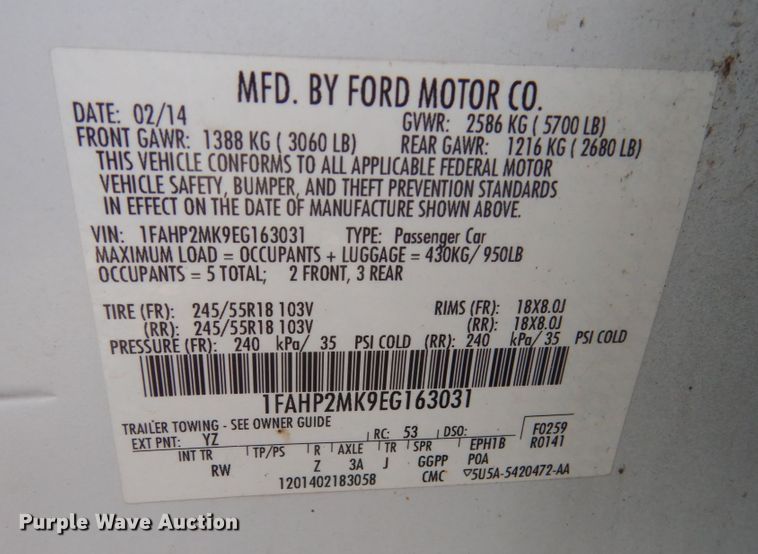 MFD. BY FORD MOTOR CO.
DATE: 02/14 GVWR: 2586 KG ( 5700 LB)
FRONT GAWR: 1388 KG ( 3060 LB) REAR GAWR: 1216 KG ( 2680 LB)
THIS VEHICLE CONFORMS TO ALL APPLICABLE FEDERAL MOTOR
VEHICLE SAFETY, BUMPER, AND THEFT PREVENTION STANDARDS
IN EFFECT ON THE DATE OF MANUFACTURE SHOWN ABOVE.
VIN: 1FAHP2MK9EG163031 TYPE: Passenger Car
MAXIMUM LOAD = OCCUPANTS + LUGGAGE = 430KG/ 950LB
OCCUPANTS = 5 TOTAL; 2 FRONT, 3 REAR
TIRE (FR): 245/55R18 103V RIMS (FR): 18X8.0J
(RR): 245/55R18 103V (RR): 18X8.0J
PRESSURE (FR): 240 kPa/ 35 PSI COLD (RR): 240 kPa/ 35 PSI COLD
1FAHP2MK9EG163031
TRAILER TOWING - SEE OWNER GUIDE
EXT PNT: YZ RC: 53 DSO: F0259
INT TR TP/PS R AXLE TR SPR EPH1B R0141
RW Z 3A J GGPP POA
1201402183058 CMC ▽5U5A-5420472-AA
Purple Wave Auction